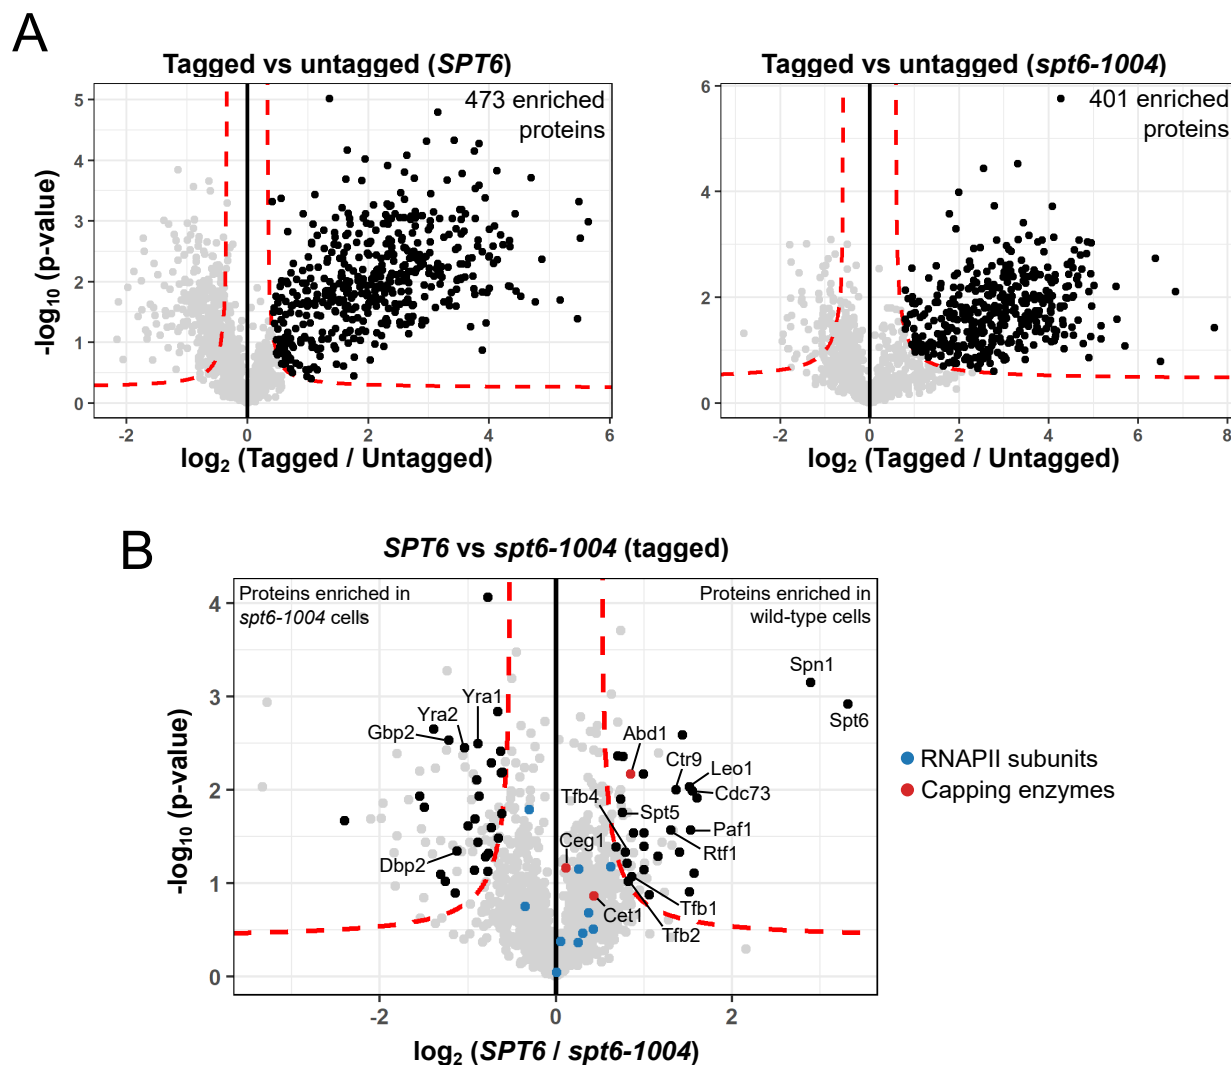 A
Tagged vs untagged (SPT6)
473 enriched
proteins
-log10 (p-value)
5
4
3
2
1
0
-2
0
2
4
6
log2 (Tagged / Untagged)
Tagged vs untagged (spt6-1004)
401 enriched
proteins
6
4
2
0
-2
0
2
4
6
8
log2 (Tagged / Untagged)
B
SPT6 vs spt6-1004 (tagged)
Proteins enriched in
spt6-1004 cells
Proteins enriched in
wild-type cells
-log10 (p-value)
4
3
2
1
0
Spn1
Spt6
Yra1
Yra2
Gbp2
Abd1
Ctr9
Leo1
Cdc73
Tfb4
Spt5
Paf1
Ceg1
Rtf1
Dbp2
Cet1
Tfb1
Tfb2
-2
0
2
log2 (SPT6 / spt6-1004)
RNAPII subunits
Capping enzymes